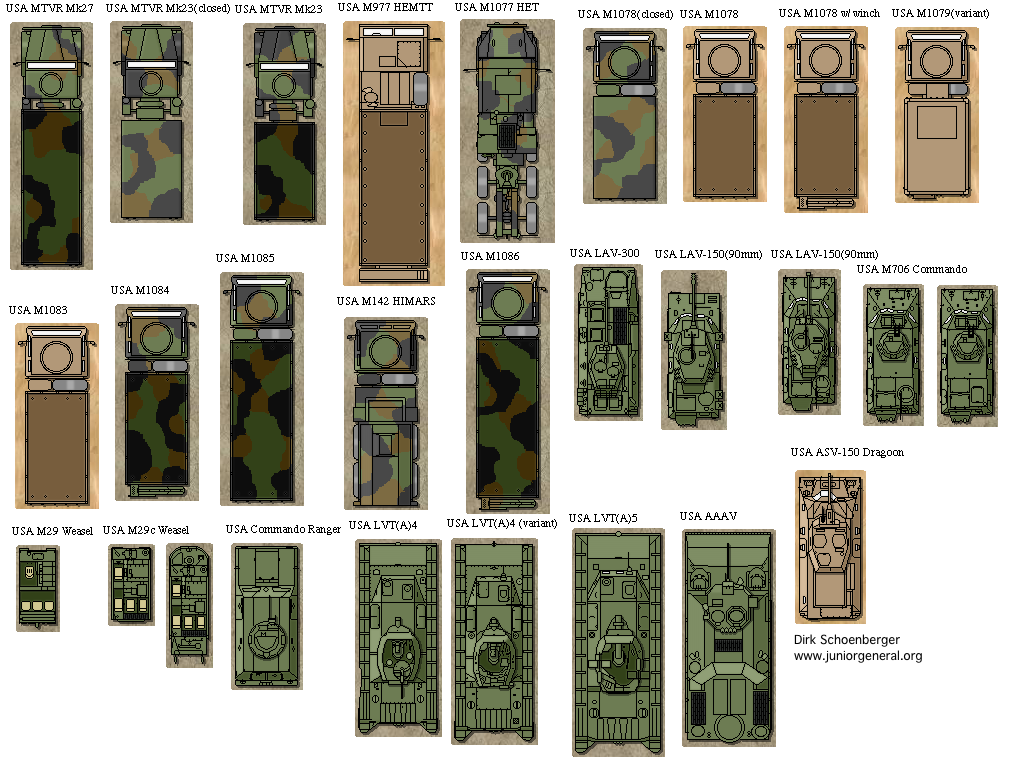 USA MTVR Mk27
USA MTVR Mk23(closed)
USA MTVR Mk23
USA M977 HEMTT
USA M1077 HET
USA M1078(closed)
USA M1078
USA M1078 w/ winch
USA M1079(variant)
USA M1083
USA M1084
USA M1085
USA M142 HIMARS
USA M1086
USA LAV-300
USA LAV-150(90mm)
USA LAV-150(90mm)
USA M706 Commando
USA ASV-150 Dragoon
USA M29 Weasel
USA M29c Weasel
USA Commando Ranger
USA LVT(A)4
USA LVT(A)4 (variant)
USA LVT(A)5
USA AAAV
Dirk Schoenberger
www.juniorgeneral.org